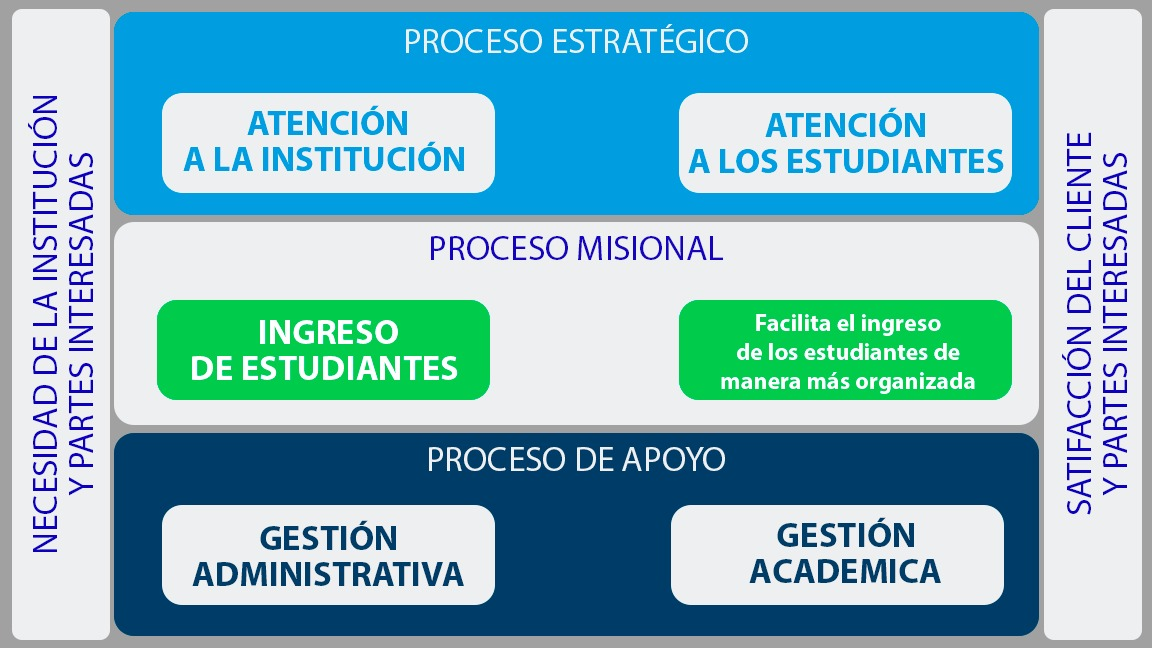 NECESIDAD DE LA INSTITUCIÓN
Y PARTES INTERESADAS
PROCESO ESTRATÉGICO
ATENCIÓN
A LA INSTITUCIÓN
ATENCIÓN
A LOS ESTUDIANTES
PROCESO MISIONAL
INGRESO
DE ESTUDIANTES
Facilita el ingreso
de los estudiantes de
manera más organizada
PROCESO DE APOYO
GESTIÓN
ADMINISTRATIVA
GESTIÓN
ACADEMICA
SATIFACCIÓN DEL CLIENTE
Y PARTES INTERESADAS